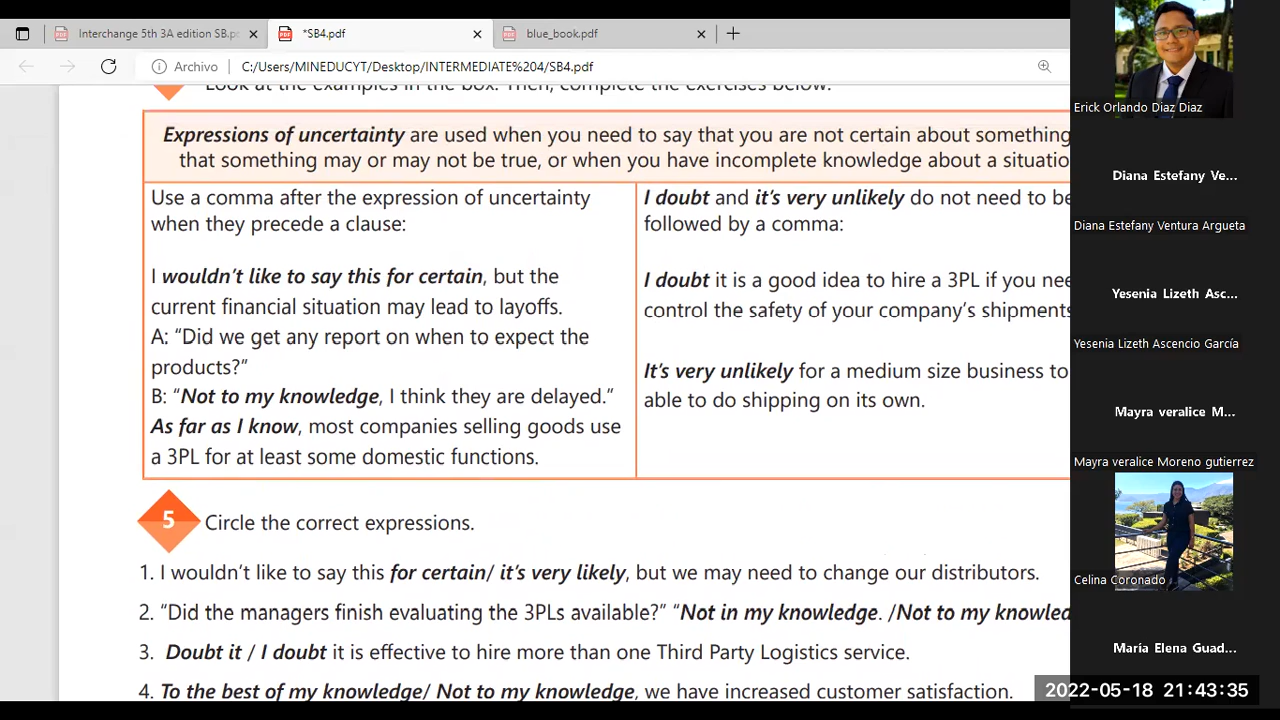 Interchange 5th 3A edition SB.p
*SB4.pdf
blue_book.pdf
Archivo
C:/Users/MINEDUCYT/Desktop/INTERMEDIATE%204/SB4.pdf
Look at the examples in the box. Then, complete the exercises below.
Expressions of uncertainty are used when you need to say that you are not certain about something
that something may or may not be true, or when you have incomplete knowledge about a situatio
Use a comma after the expression of uncertainty
when they precede a clause:
I wouldn't like to say this for certain, but the
current financial situation may lead to layoffs.
A: “Did we get any report on when to expect the
products?”
B: “Not to my knowledge, I think they are delayed.”
As far as I know, most companies selling goods use
a 3PL for at least some domestic functions.
I doubt and it's very unlikely do not need to be
followed by a comma:
I doubt it is a good idea to hire a 3PL if you nee
control the safety of your company's shipments
It's very unlikely for a medium size business to
able to do shipping on its own.
5
Circle the correct expressions.
1. I wouldn't like to say this for certain/ it's very likely, but we may need to change our distributors.
2. “Did the managers finish evaluating the 3PLs available?” “Not in my knowledge. /Not to my knowled
3. Doubt it / I doubt it is effective to hire more than one Third Party Logistics service.
4. To the best of my knowledge/ Not to my knowledge, we have increased customer satisfaction.
Erick Orlando Diaz Diaz
Diana Estefany Ve...
Diana Estefany Ventura Argueta
Yesenia Lizeth Asc...
Yesenia Lizeth Ascencio García
Mayra veralice M...
Mayra veralice Moreno gutierrez
Celina Coronado
María Elena Guad...
2022-05-18 21:43:35